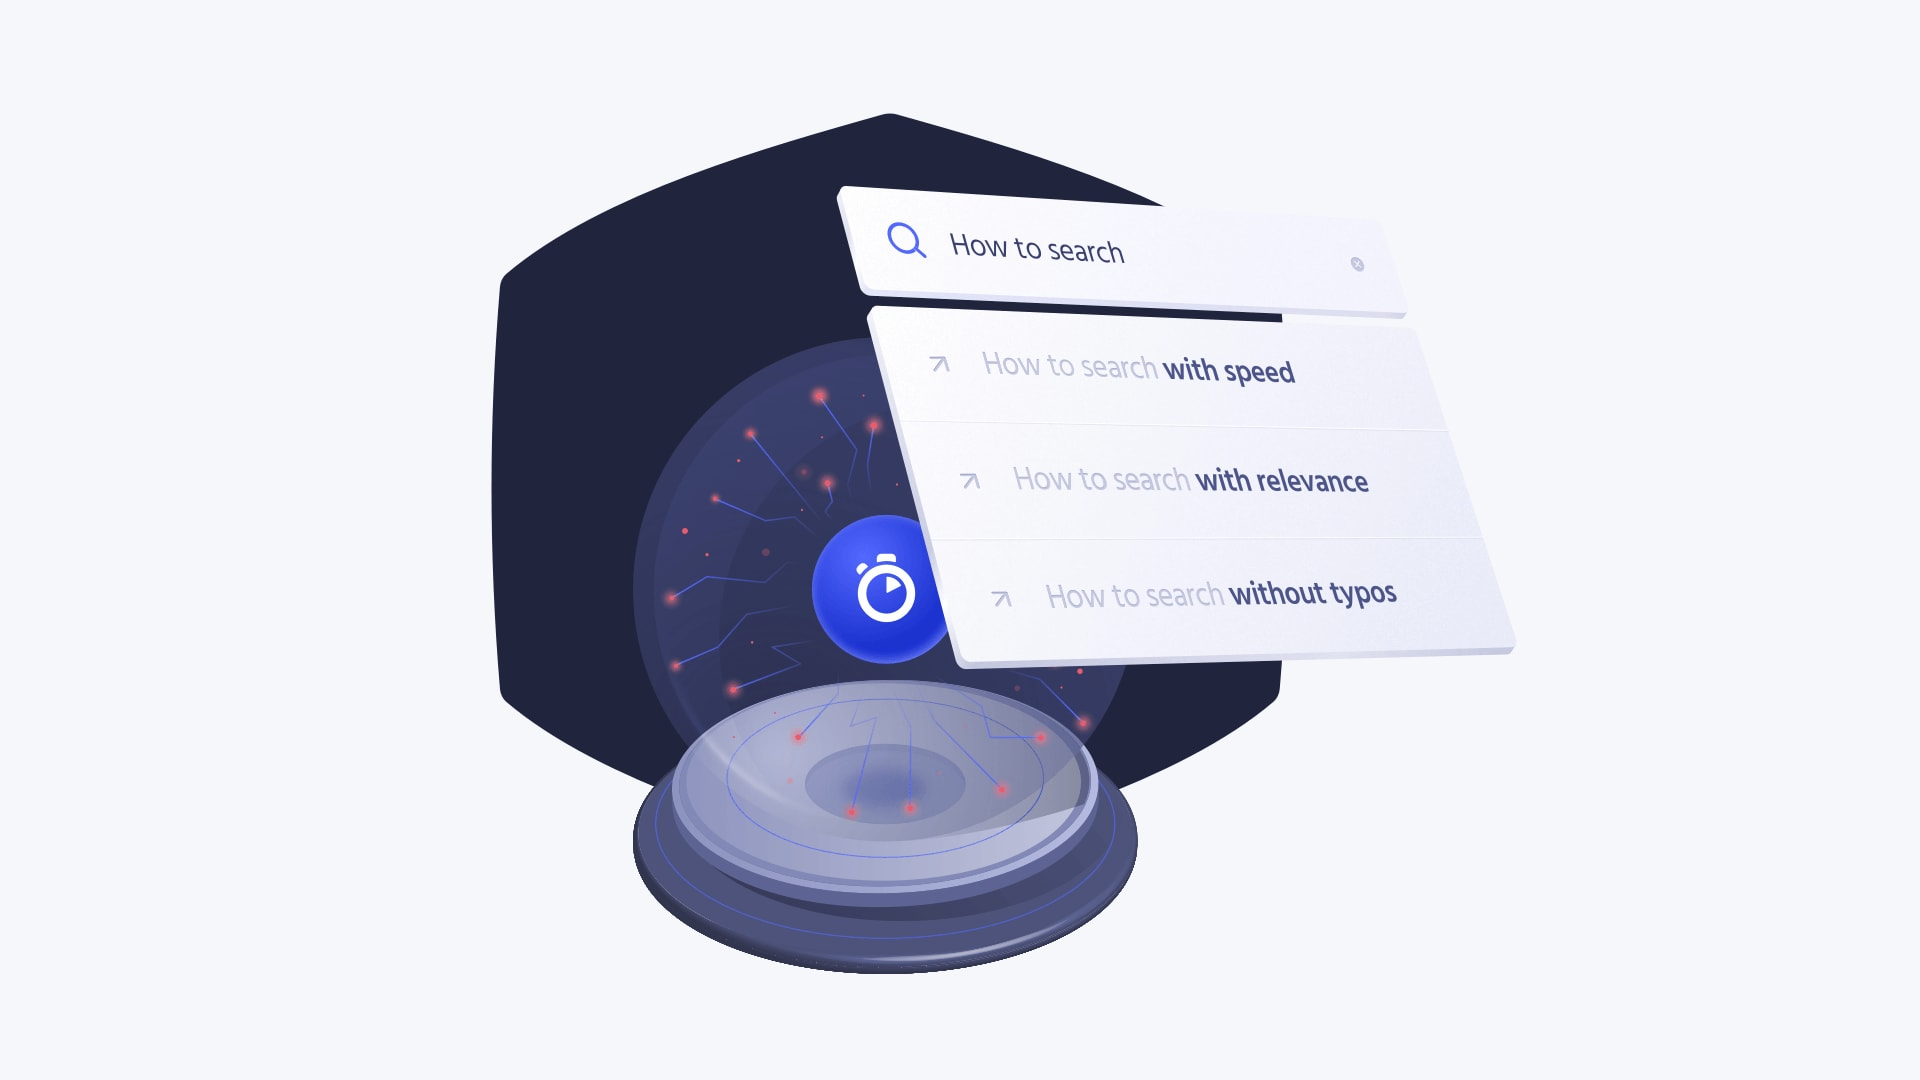 How to search
How to search with speed
How to search with relevance
How to search without typos